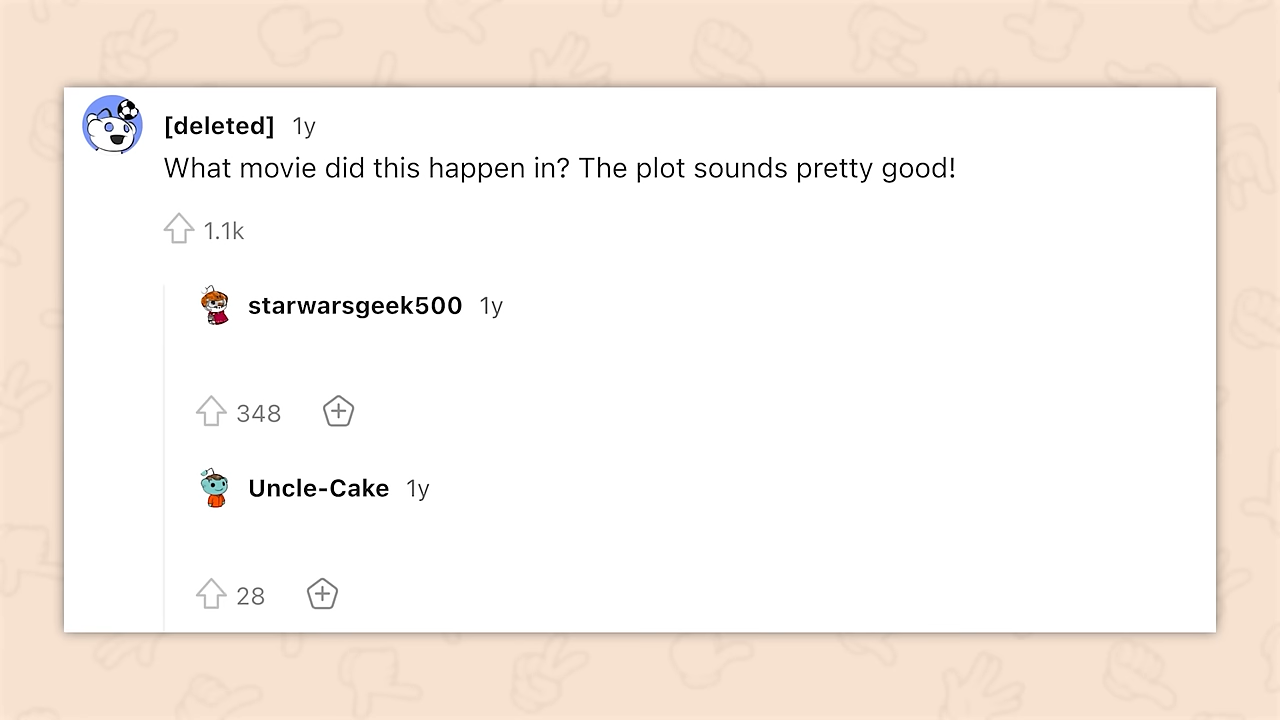 [deleted] 1y
What movie did this happen in? The plot sounds pretty good!
1.1k
starwarsgeek500 1y
348
Uncle-Cake 1y
28